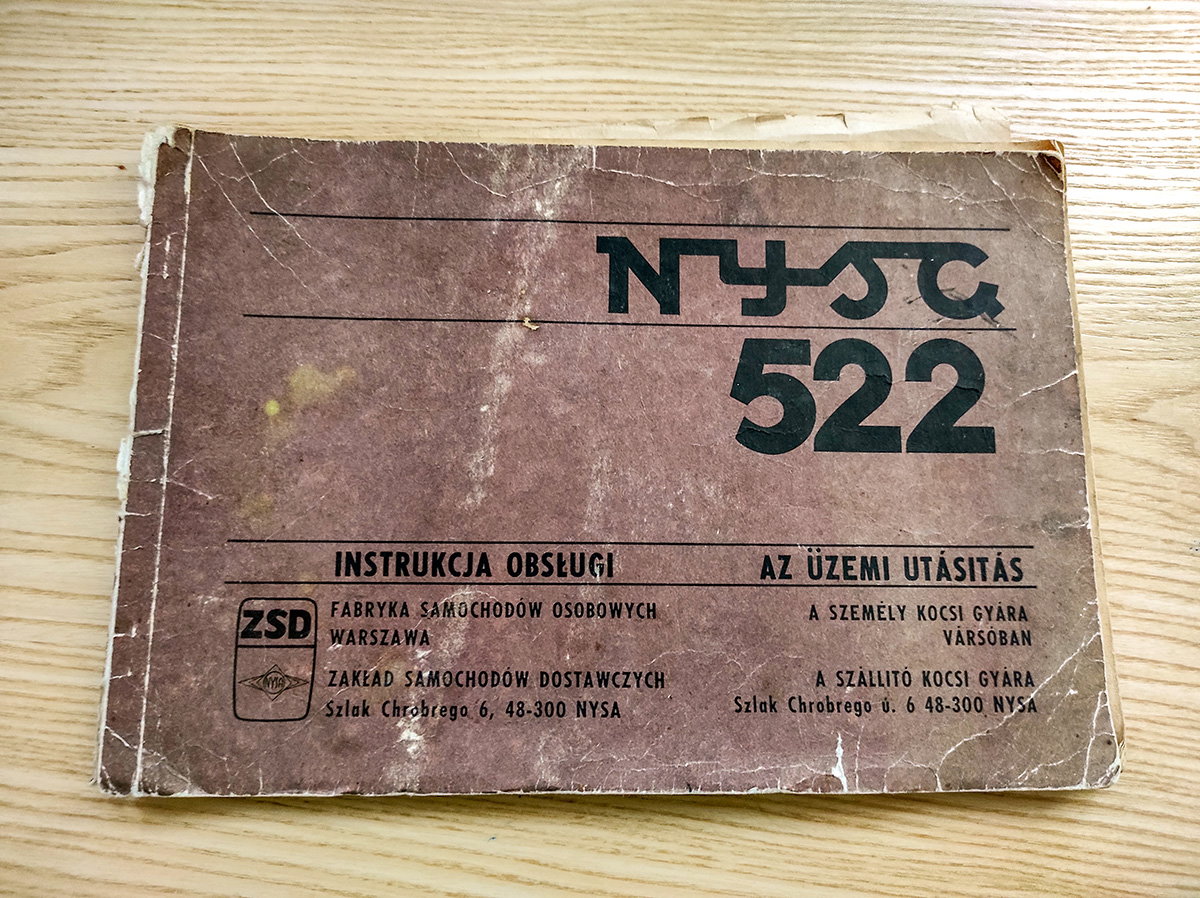 NYSA
522
INSTRUKCJA OBSŁUGI
AZ ÜZEMI UTÁSITÁS
ZSD
NYSA
FABRYKA SAMOCHODÓW OSOBOWYCH
WARSZAWA
ZAKŁAD SAMOCHODÓW DOSTAWCZYCH
Szlak Chrobrego 6, 48-300 NYSA
A SZEMÉLY KOCSI GYÁRA
VÁRSÓBAN
A SZÁLLITÓ KOCSI GYÁRA
Szlak Chrobrego ú. 6 48-300 NYSA